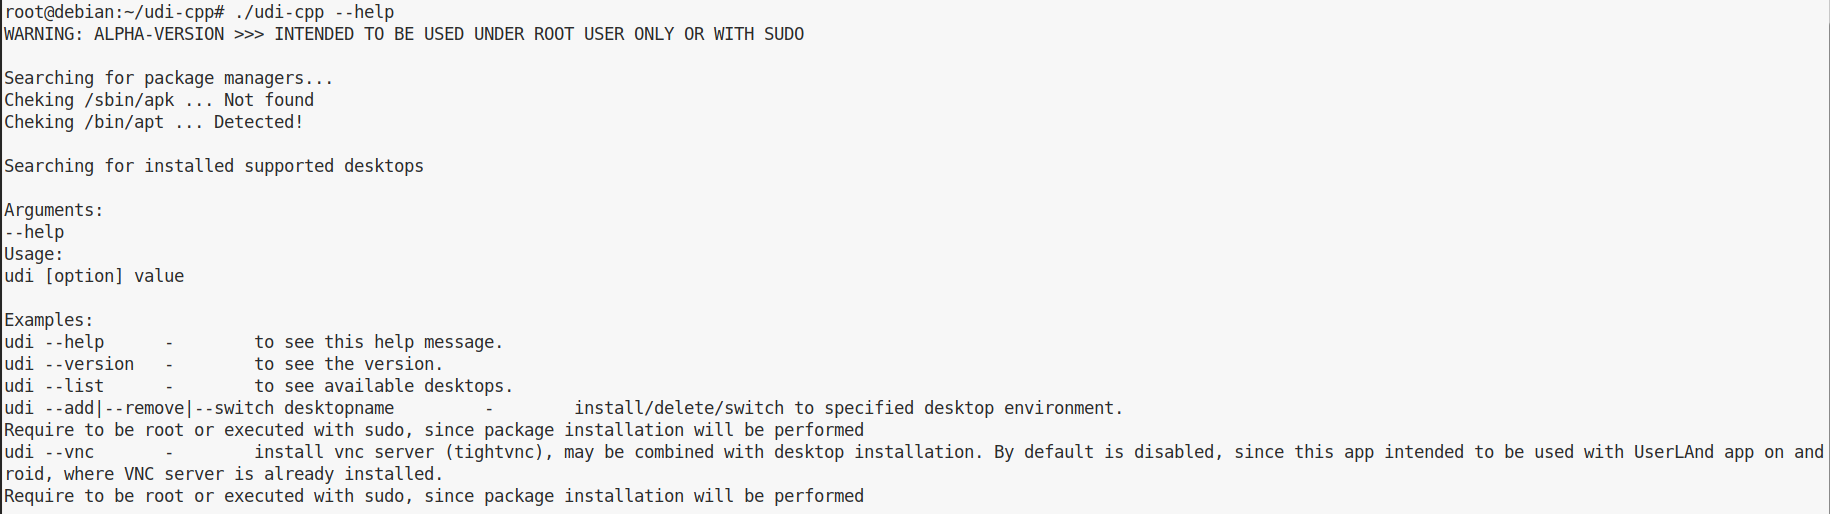 root@debian:~/udi-cpp# ./udi-cpp --help
WARNING: ALPHA-VERSION >>> INTENDED TO BE USED UNDER ROOT USER ONLY OR WITH SUDO

Searching for package managers...
Cheking /sbin/apk ... Not found
Cheking /bin/apt ... Detected!

Searching for installed supported desktops

Arguments:
--help
Usage:
udi [option] value

Examples:
udi --help      -        to see this help message.
udi --version   -        to see the version.
udi --list      -        to see available desktops.
udi --add|--remove|--switch desktopname         -        install/delete/switch to specified desktop environment.
Require to be root or executed with sudo, since package installation will be performed
udi --vnc       -        install vnc server (tightvnc), may be combined with desktop installation. By default is disabled, since this app intended to be used with UserLAnd app on and
roid, where VNC server is already installed.
Require to be root or executed with sudo, since package installation will be performed